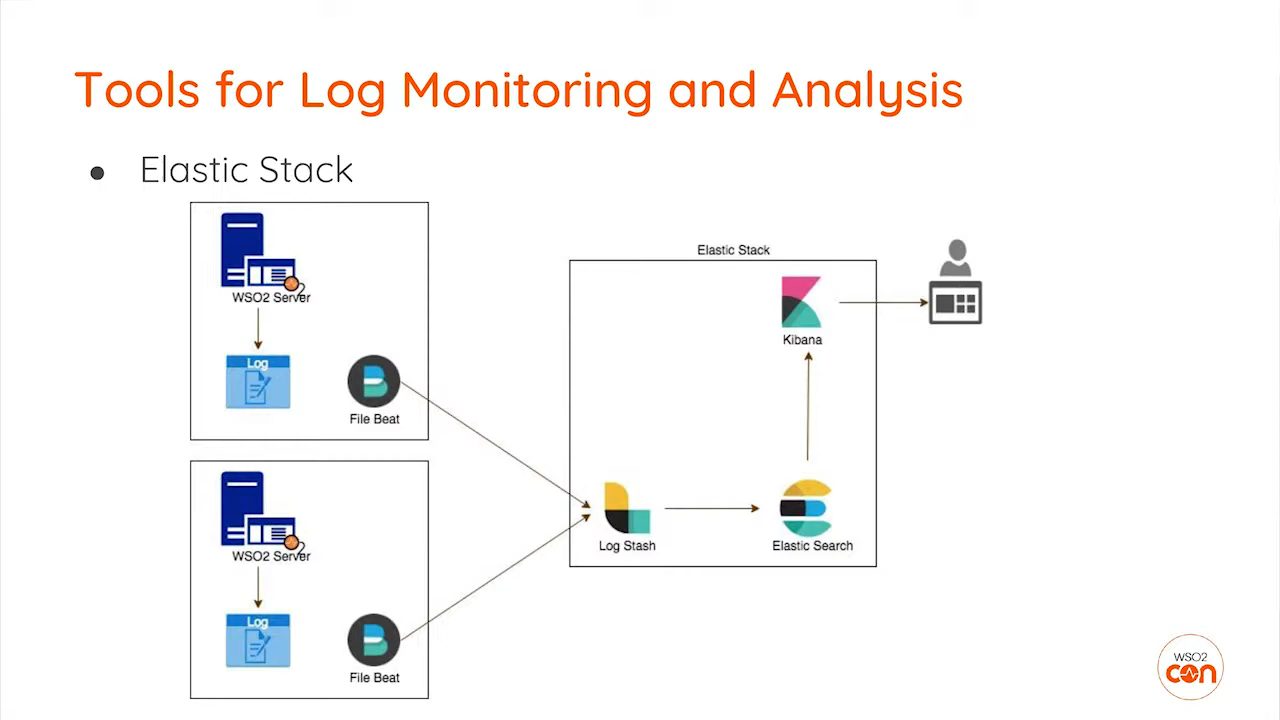 Tools for Log Monitoring and Analysis
● Elastic Stack
WSO2 Server
Log
File Beat
WSO2 Server
Log
File Beat
Elastic Stack
Kibana
Log Stash
Elastic Search
WSO2
con